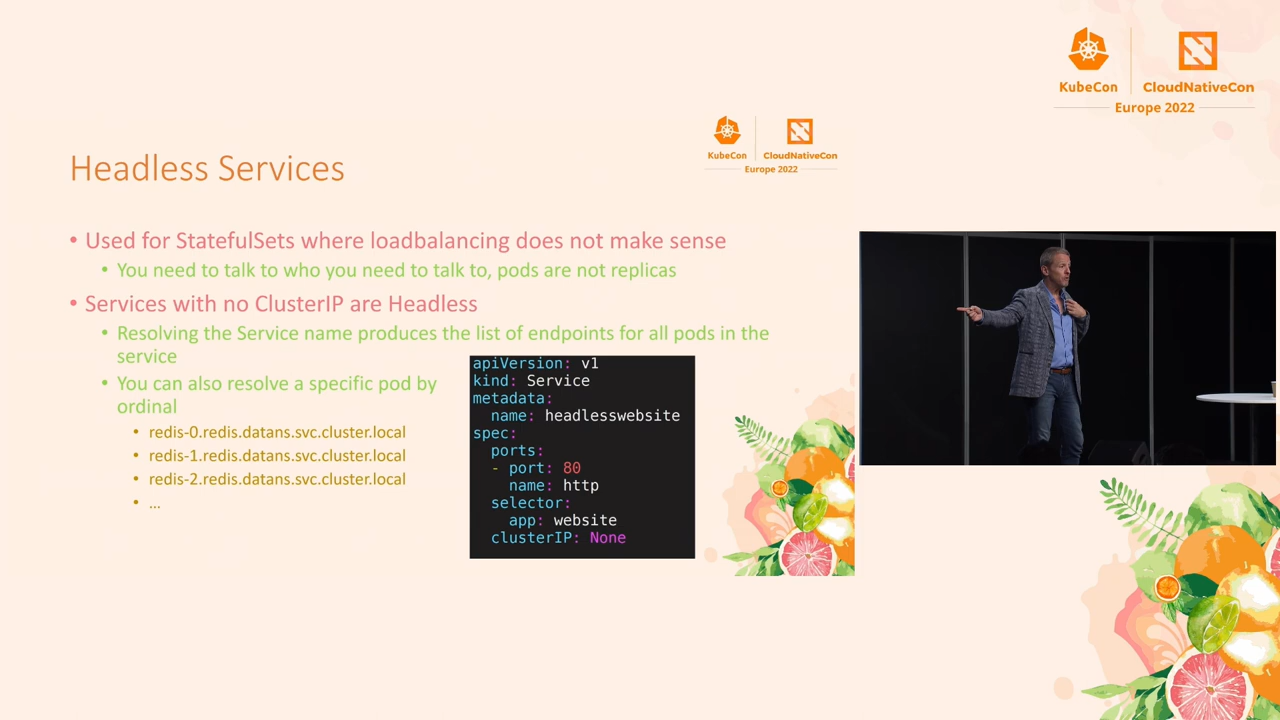 KubeCon
CloudNativeCon
Europe 2022
KubeCon
CloudNativeCon
Europe 2022
Headless Services
• Used for StatefulSets where loadbalancing does not make sense
• You need to talk to who you need to talk to, pods are not replicas
• Services with no ClusterIP are Headless
• Resolving the Service name produces the list of endpoints for all pods in the
service
• You can also resolve a specific pod by
ordinal
• redis-0.redis.datans.svc.cluster.local
• redis-1.redis.datans.svc.cluster.local
• redis-2.redis.datans.svc.cluster.local
• ...
apiVersion: v1
kind: Service
metadata:
  name: headlesswebsite
spec:
  ports:
  - port: 80
    name: http
  selector:
    app: website
  clusterIP: None